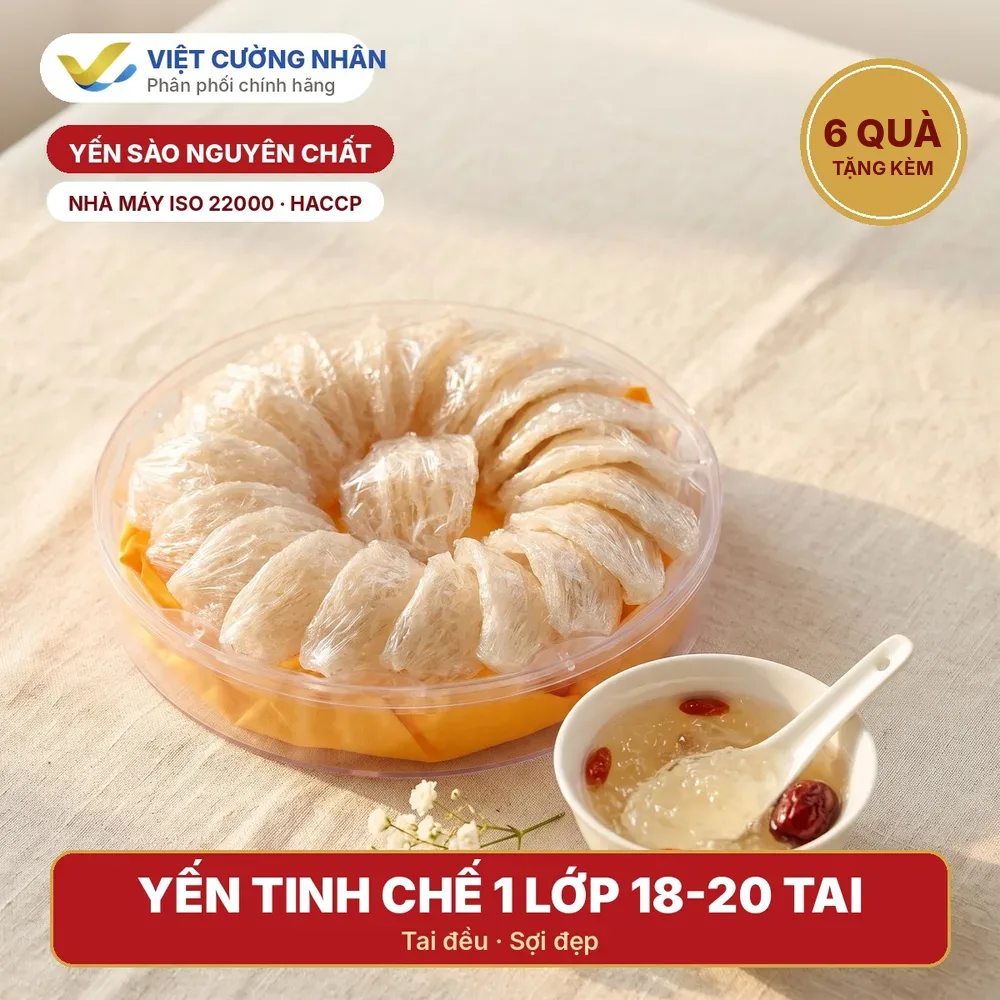 VIỆT CƯỜNG NHÂN
Phân phối chính hãng
YẾN SÀO NGUYÊN CHẤT
NHÀ MÁY ISO 22000 · HACCP
6 QUÀ
TẶNG KÈM
YẾN TINH CHẾ 1 LỚP 18-20 TAI
Tai đều · Sợi đẹp